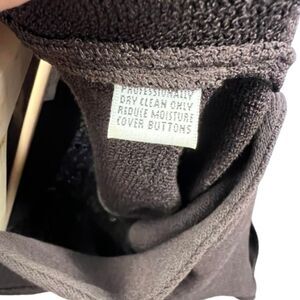 PROFESSIONALLY
DRY CLEAN ONLY
REDUCE MOISTURE
COVER BUTTONS